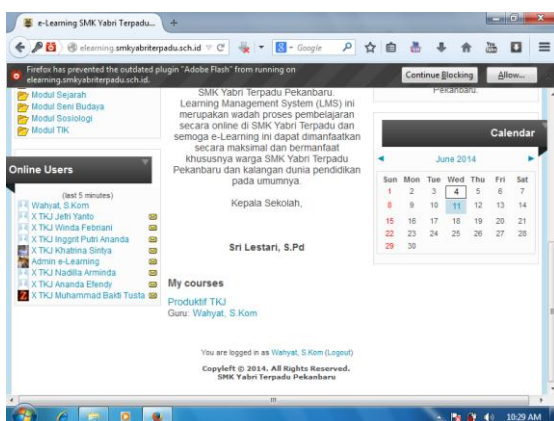 e-Learning SMK Yabri Terpadu...
elearning.smkyabriterpadu.sch.id
Google
Firefox has prevented the outdated plugin "Adobe Flash" from running on
elearning.smkyabriterpadu.sch.id.
Continue Blocking
Allow...
Modul Sejarah
Modul Seni Budaya
Modul Sosiologi
Modul TIK
Online Users
(last 5 minutes)
Wahyat, S.Kom
X TKJ Jefri Yanto
X TKJ Winda Febriani
X TKJ Inggrit Putri Ananda
X TKJ Khatrina Sintya
Admin e-Learning
X TKJ Nadilla Arminda
X TKJ Ananda Efendy
X TKJ Muhammad Bakti Tusta
SMK Yabri Terpadu Pekanbaru.
Learning Management System (LMS) ini
merupakan wadah proses pembelajaran
secara online di SMK Yabri Terpadu dan
semoga e-Learning ini dapat dimanfaatkan
secara maksimal dan bermanfaat
khususnya warga SMK Yabri Terpadu
Pekanbaru dan kalangan dunia pendidikan
pada umumnya.
Kepala Sekolah,
Sri Lestari, S.Pd
My courses
Produktif TKJ
Guru: Wahyat, S.Kom
You are logged in as Wahyat, S.Kom (Logout)
Copyleft © 2014. All Rights Reserved.
SMK Yabri Terpadu Pekanbaru
Pekanbaru.
Calendar
June 2014
Sun Mon Tue Wed Thu Fri Sat
1 2 3 4 5 6 7
8 9 10 11 12 13 14
15 16 17 18 19 20 21
22 23 24 25 26 27 28
29 30
10:29 AM